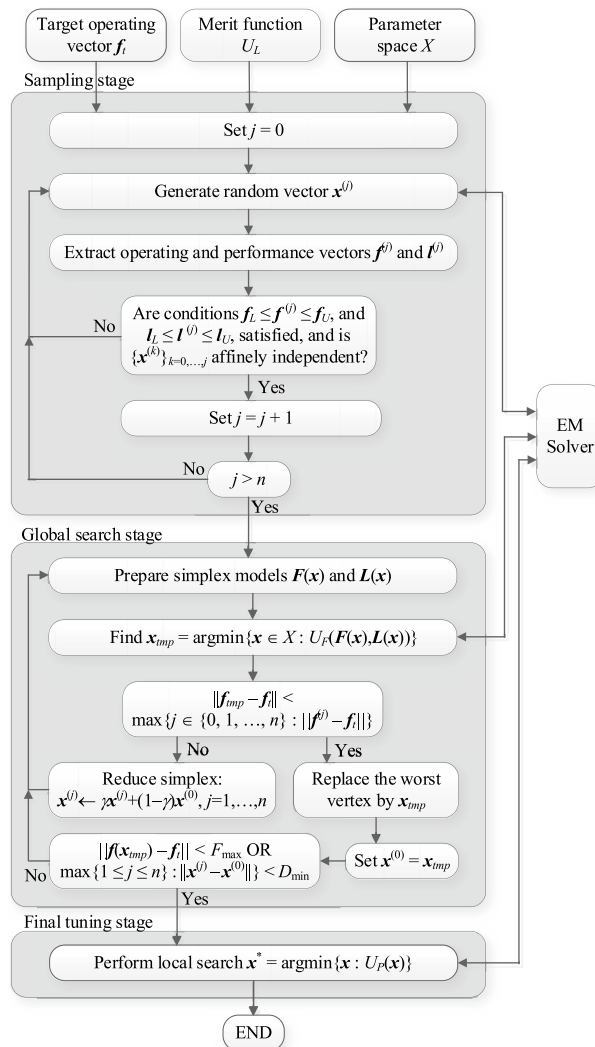 Target operating
vector f_t
Merit function
U_L
Parameter
space X
Sampling stage
Set j = 0
Generate random vector x^(j)
Extract operating and performance vectors f^(j) and l^(j)
Are conditions f_L ≤ f^(j) ≤ f_U, and
l_L ≤ l^(j) ≤ l_U, satisfied, and is
{x^(k)}_k=0,…,j affinely independent?
No
Yes
Set j = j + 1
No
j > n
Yes
EM
Solver
Global search stage
Prepare simplex models F(x) and L(x)
Find x_tmp = argmin{x ∈ X : U_F(F(x),L(x))}
||f_tmp – f_t|| <
max{j ∈ {0, 1, …, n} : ||f^(j) – f_t||}
No
Yes
Reduce simplex:
x^(j) ← γx^(j)+(1–γ)x^(0), j=1,…,n
Replace the worst
vertex by x_tmp
Set x^(0) = x_tmp
||f(x_tmp) – f_t|| < F_max OR
max{1 ≤ j ≤ n} : ||x^(j) – x^(0)||} < D_min
No
Yes
Final tuning stage
Perform local search x^* = argmin{x : U_P(x)}
END